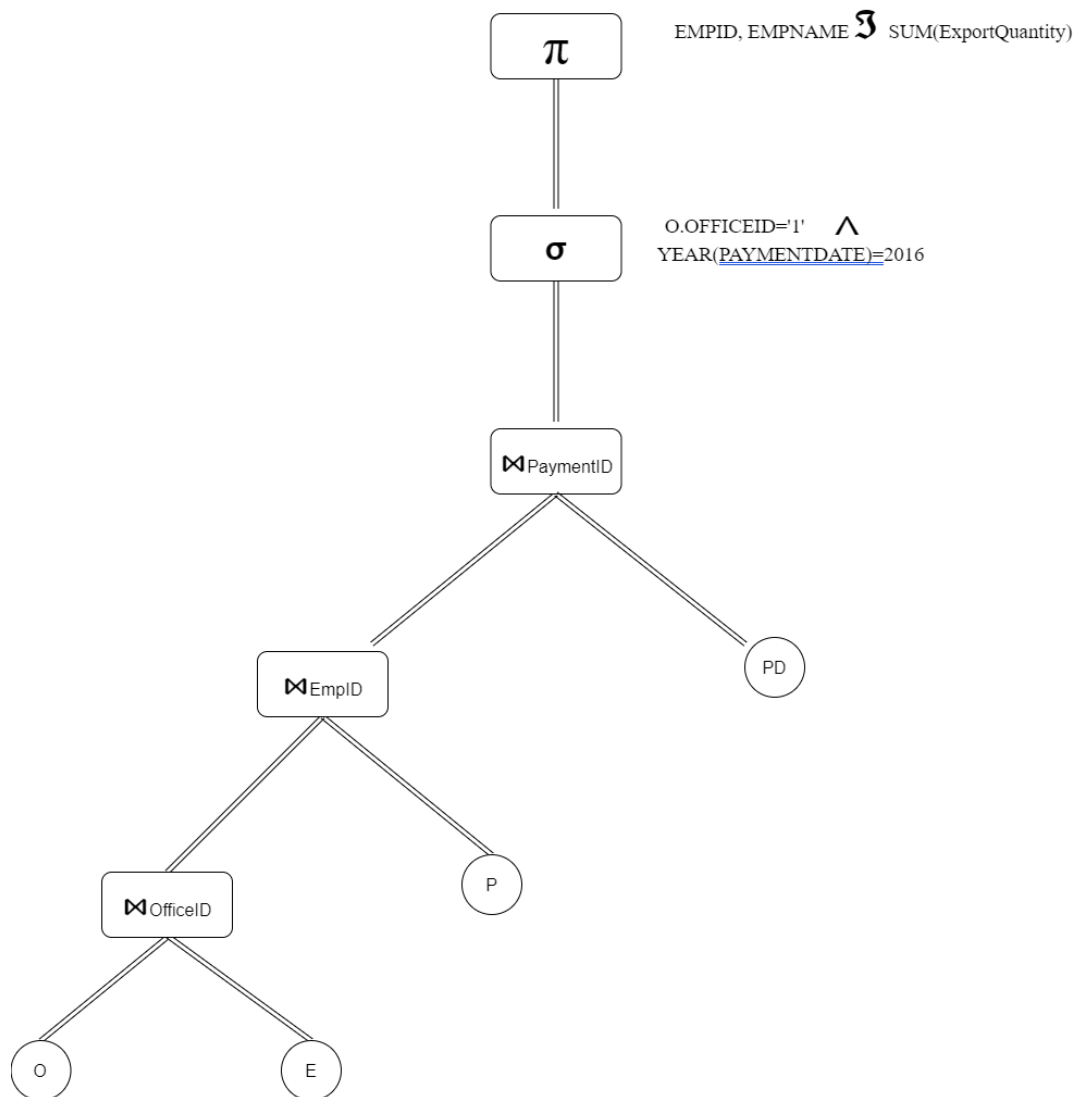 π
EMPID, EMPNAME ℑ SUM(ExportQuantity)
σ
O.OFFICEID='1' ∧
YEAR(PAYMENTDATE)=2016
⋈ PaymentID
PD
⋈ EmpID
P
⋈ OfficeID
O
E